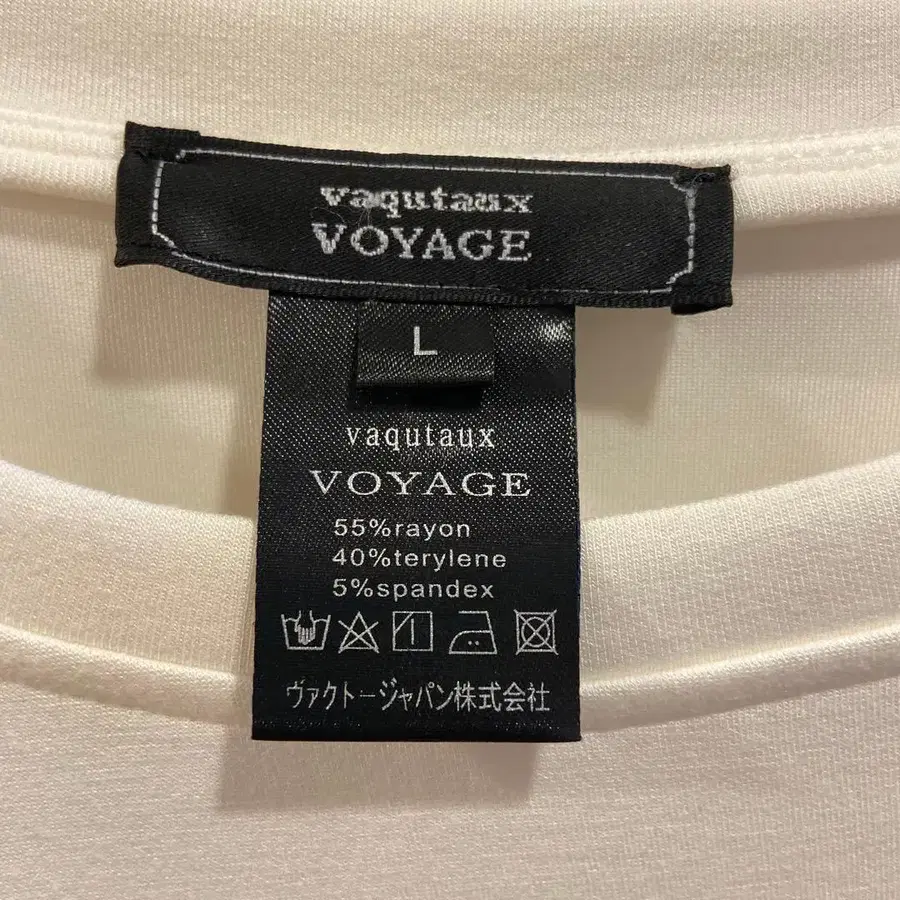 vaqutaux
VOYAGE
L
vaqutaux
VOYAGE
55%rayon
40%terylene
5%spandex
ヴァクトージャパン株式会社